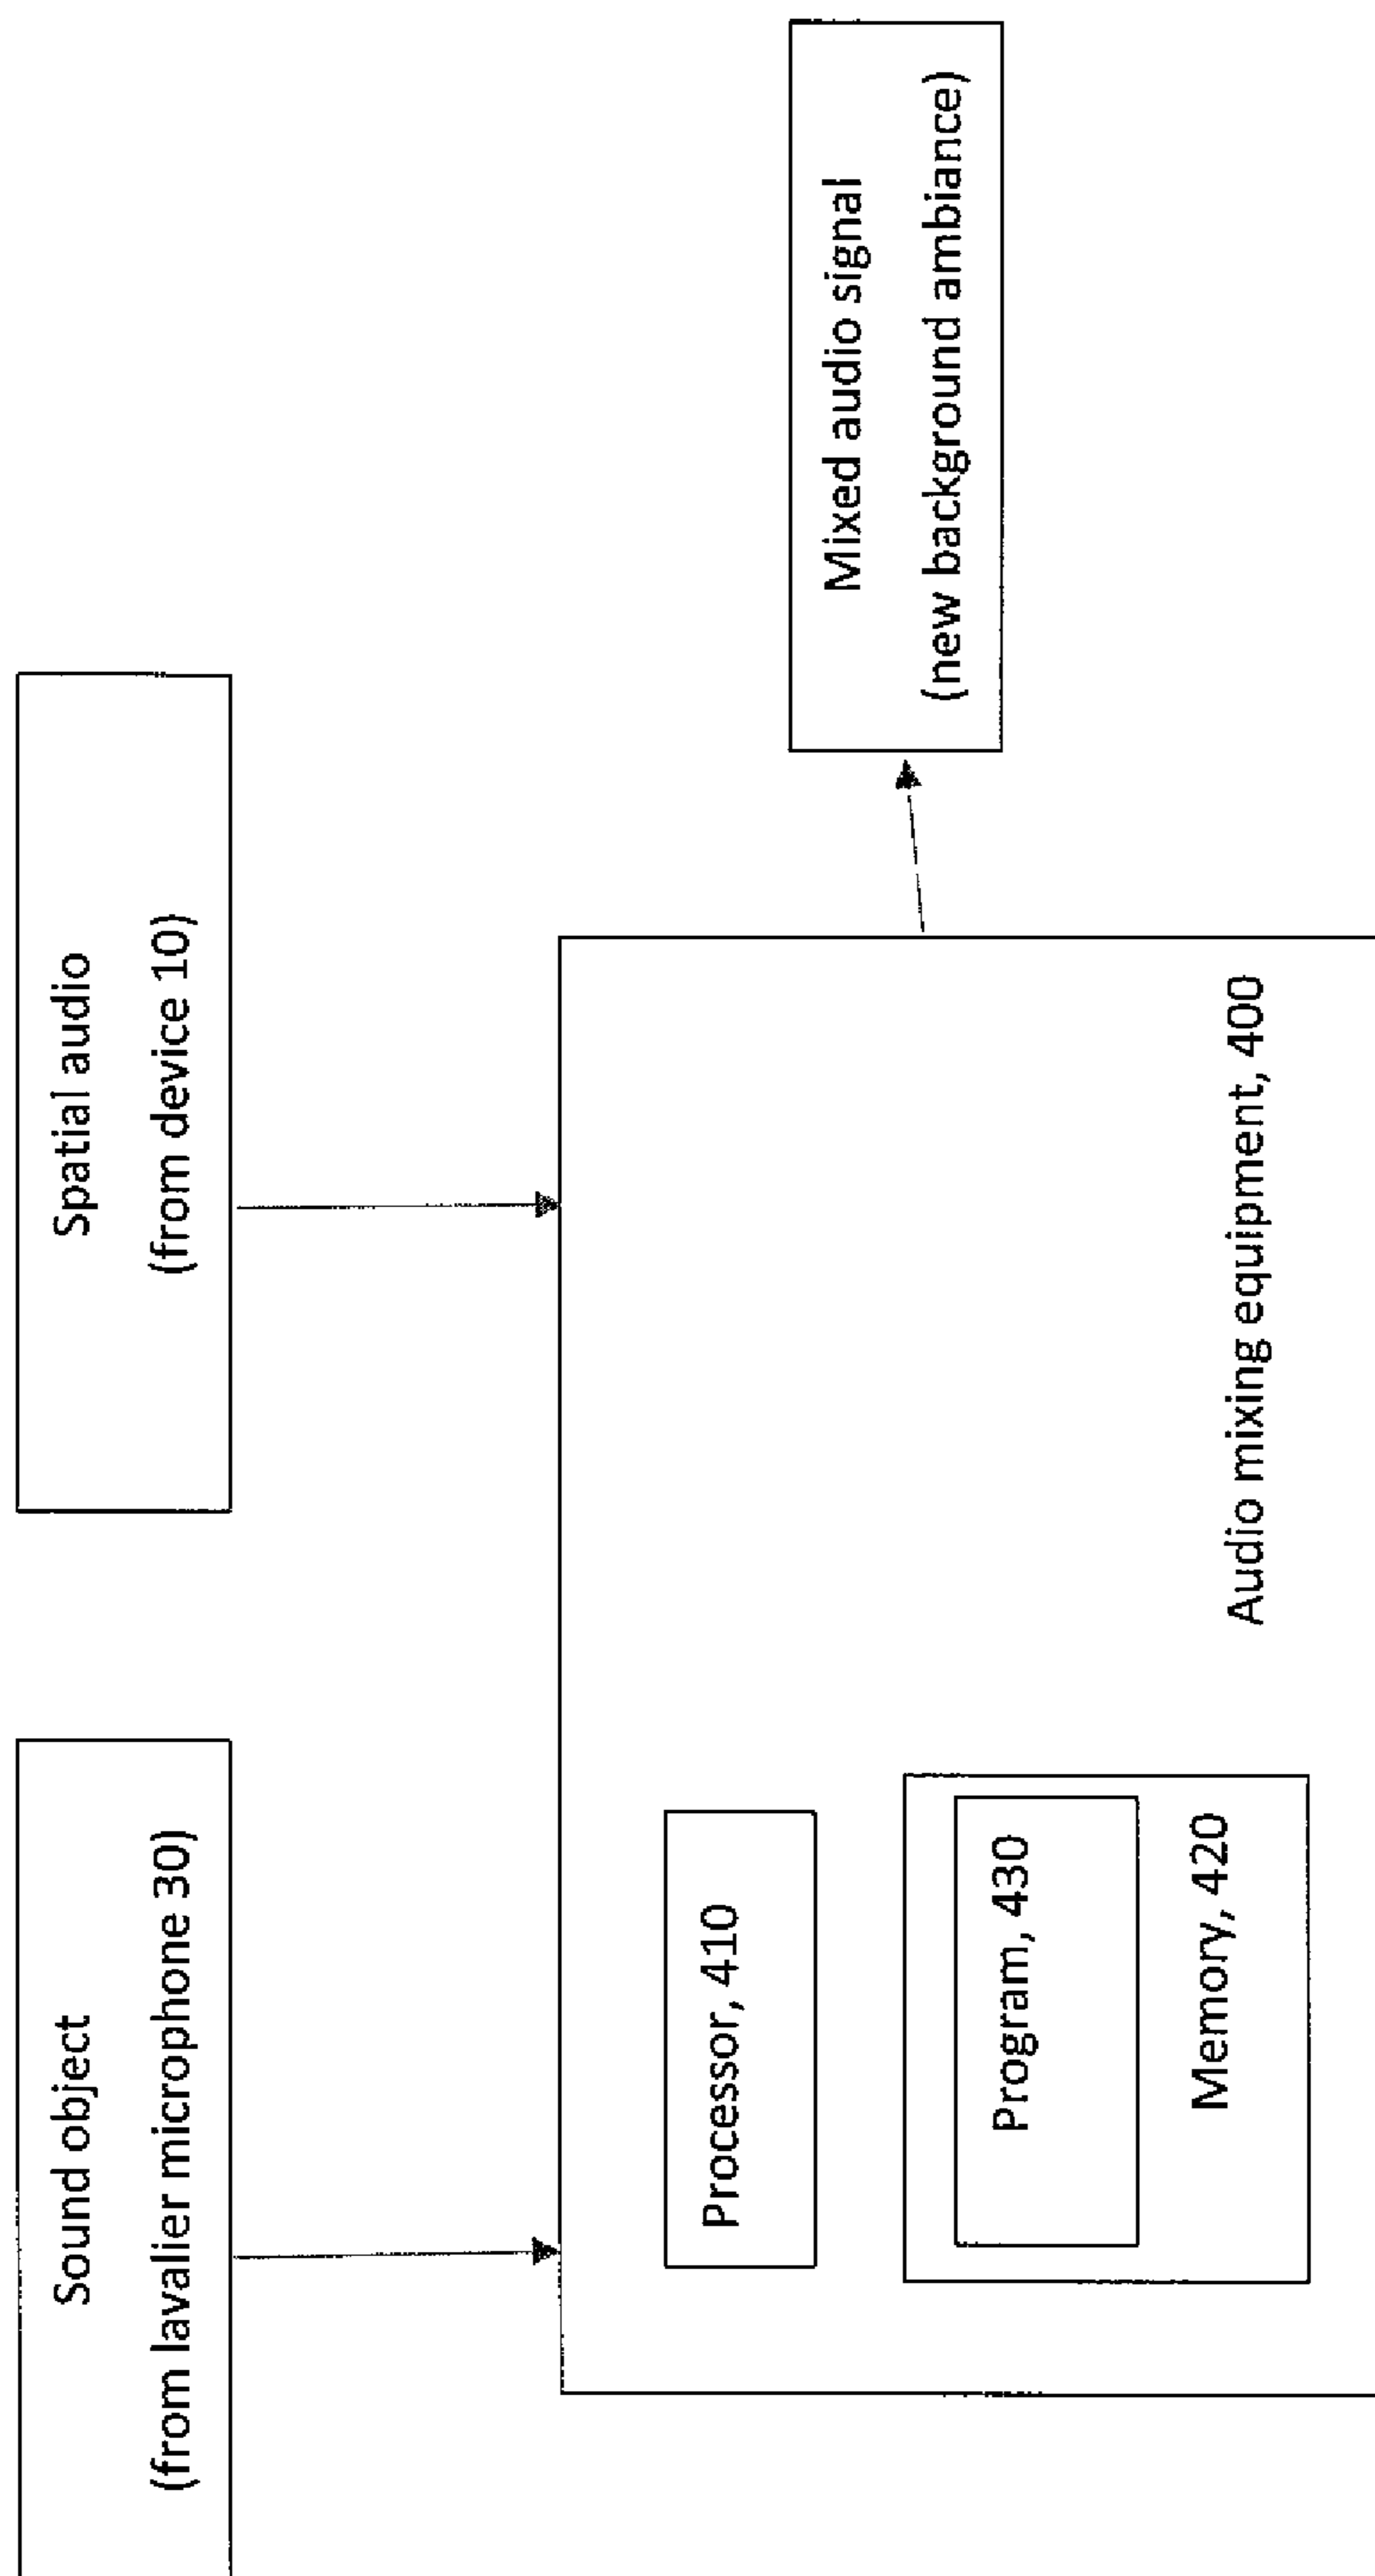 Sound object
(from lavalier microphone 30)
Spatial audio
(from device 10)
Processor, 410
Program, 430
Memory, 420
Audio mixing equipment, 400
Mixed audio signal
(new background ambiance)